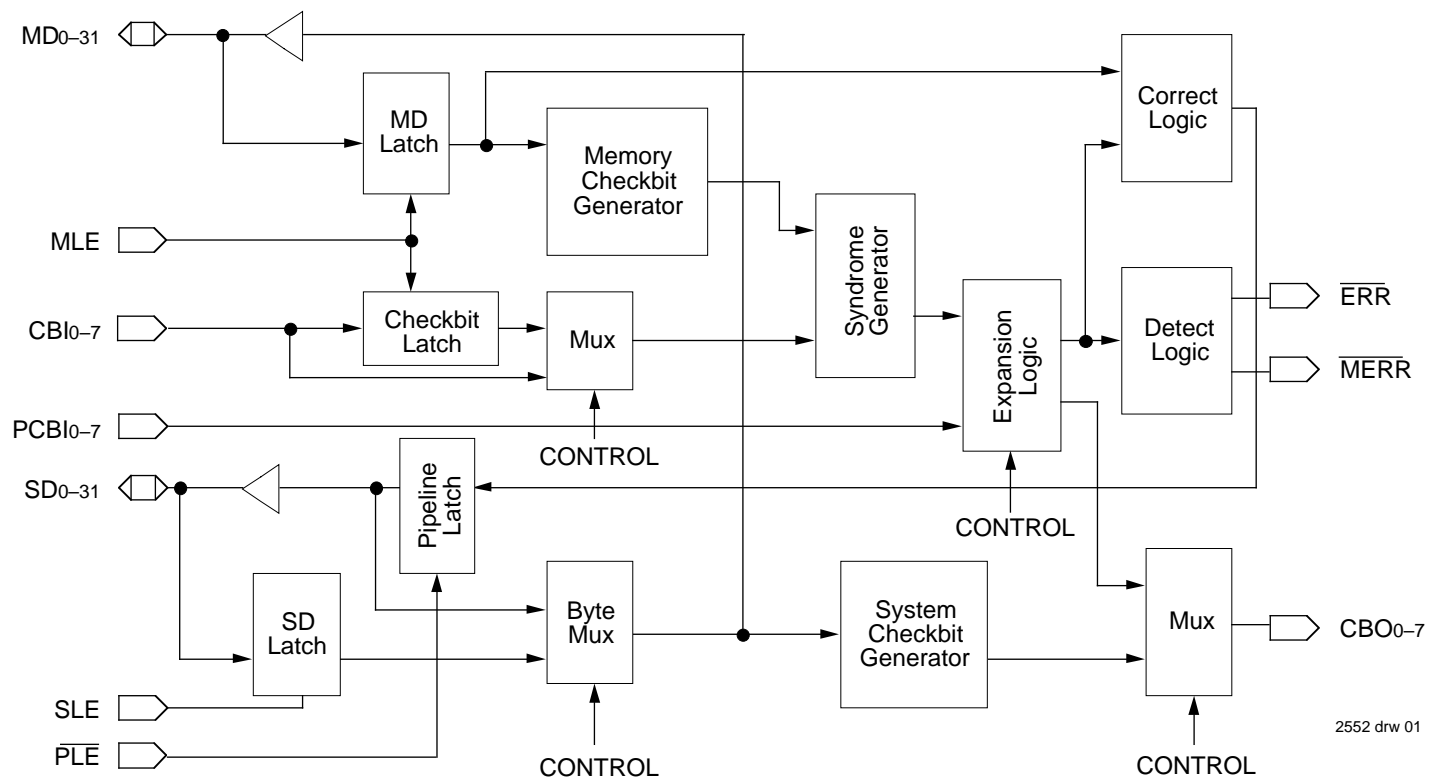 MD0–31
MD
Latch
Memory
Checkbit
Generator
Correct
Logic
MLE
Syndrome
Generator
CBI0–7
Checkbit
Latch
Mux
Expansion
Logic
Detect
Logic
ERR
MERR
PCBI0–7
CONTROL
SD0–31
Pipeline
Latch
CONTROL
SD
Latch
Byte
Mux
System
Checkbit
Generator
Mux
CBO0–7
SLE
PLE
CONTROL
CONTROL
2552 drw 01